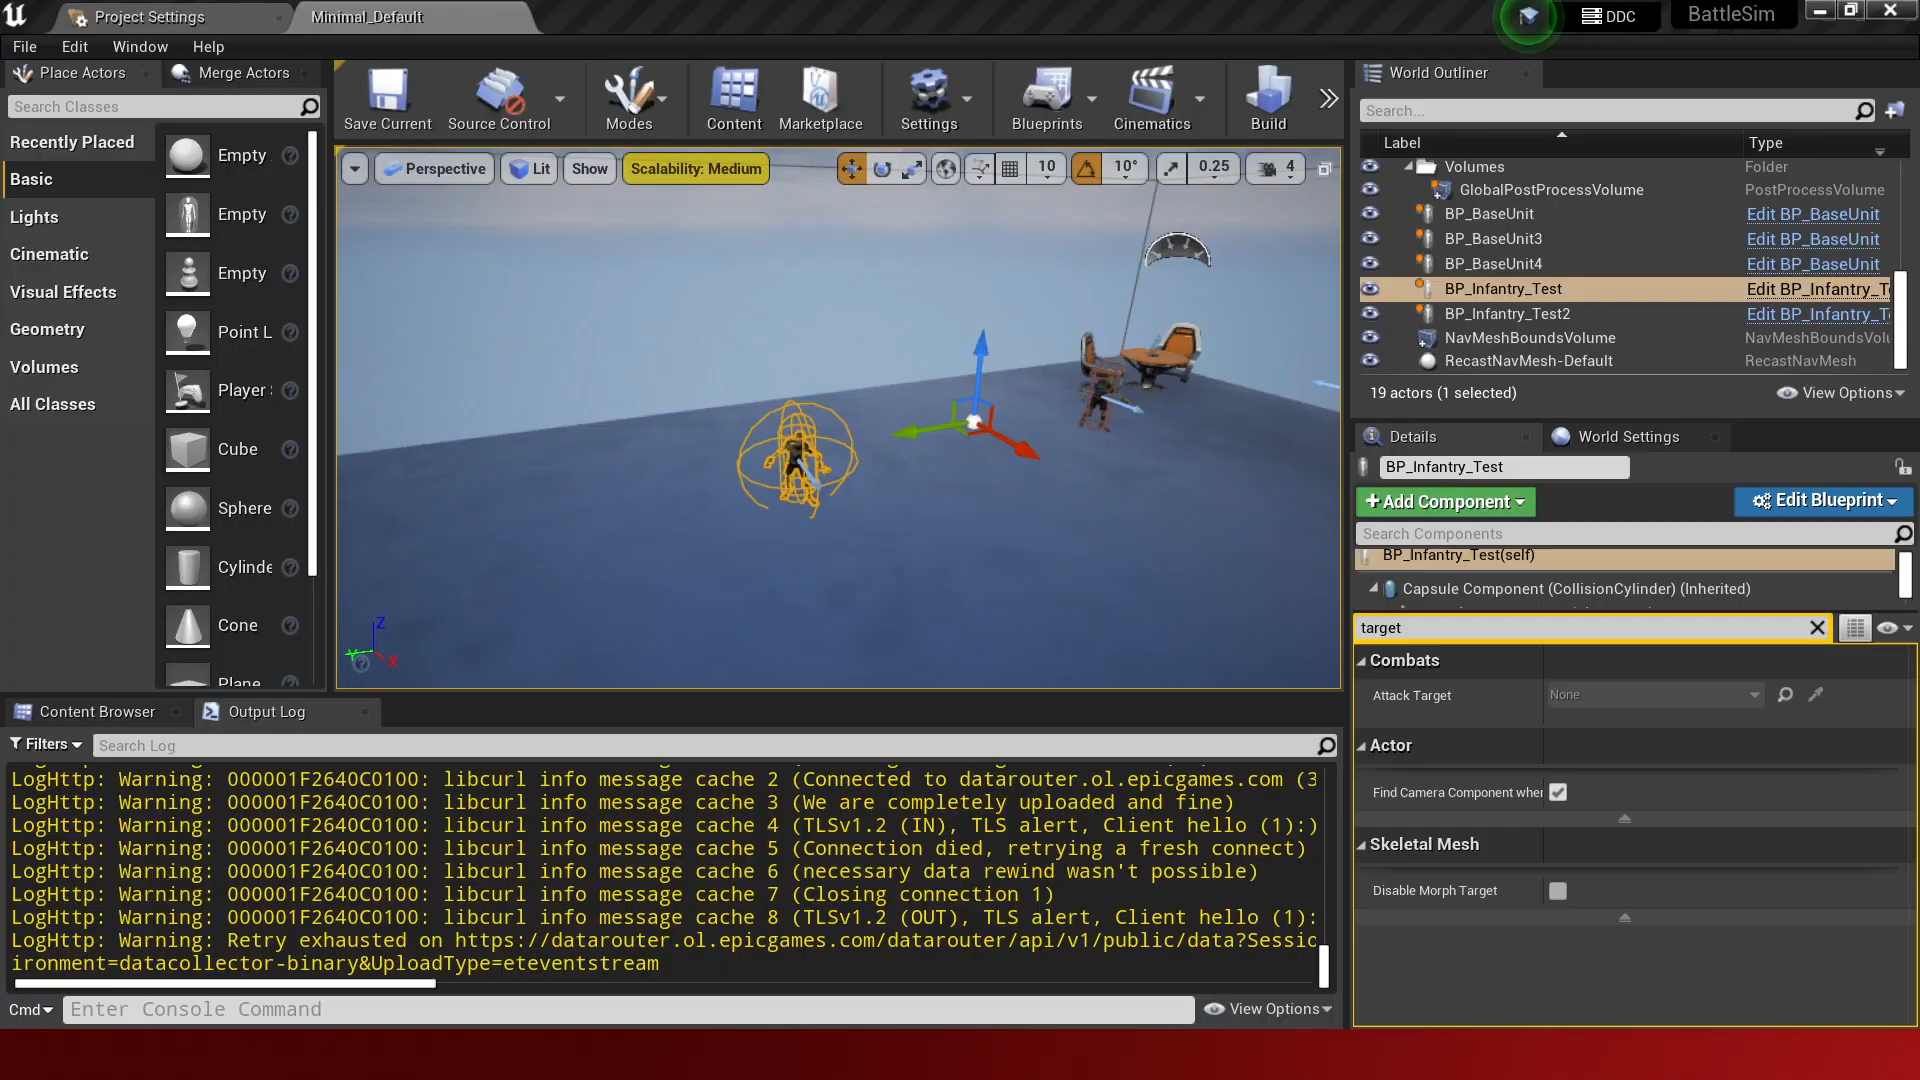 Project Settings
Minimal_Default
DDC
BattleSim
File Edit Window Help
Place Actors
Merge Actors
Search Classes
Recently Placed
Basic
Lights
Cinematic
Visual Effects
Geometry
Volumes
All Classes
Empty
Empty
Empty
Point L
Player
Cube
Sphere
Cylinde
Cone
Plane
Save Current
Source Control
Modes
Content
Marketplace
Settings
Blueprints
Cinematics
Build
Perspective
Lit
Show
Scalability: Medium
10
10°
0.25
4
Z
Y
X
World Outliner
Search...
Label Type
Volumes Folder
GlobalPostProcessVolume PostProcessVolume
BP_BaseUnit Edit BP_BaseUnit
BP_BaseUnit3 Edit BP_BaseUnit
BP_BaseUnit4 Edit BP_BaseUnit
BP_Infantry_Test Edit BP_Infantry_T
BP_Infantry_Test2 Edit BP_Infantry_T
NavMeshBoundsVolume NavMeshBoundsVolu
RecastNavMesh-Default RecastNavMesh
19 actors (1 selected)
View Options
Details
World Settings
BP_Infantry_Test
+Add Component
Edit Blueprint
Search Components
BP_Infantry_Test(self)
Capsule Component (CollisionCylinder) (Inherited)
target
Combats
Attack Target None
Actor
Find Camera Component wher
Skeletal Mesh
Disable Morph Target
Content Browser
Output Log
Filters
Search Log
LogHttp: Warning: 000001F2640C0100: libcurl info message cache 2 (Connected to datarouter.ol.epicgames.com (3
LogHttp: Warning: 000001F2640C0100: libcurl info message cache 3 (We are completely uploaded and fine)
LogHttp: Warning: 000001F2640C0100: libcurl info message cache 4 (TLSv1.2 (IN), TLS alert, Client hello (1):)
LogHttp: Warning: 000001F2640C0100: libcurl info message cache 5 (Connection died, retrying a fresh connect)
LogHttp: Warning: 000001F2640C0100: libcurl info message cache 6 (necessary data rewind wasn't possible)
LogHttp: Warning: 000001F2640C0100: libcurl info message cache 7 (Closing connection 1)
LogHttp: Warning: 000001F2640C0100: libcurl info message cache 8 (TLSv1.2 (OUT), TLS alert, Client hello (1):
LogHttp: Warning: Retry exhausted on https://datarouter.ol.epicgames.com/datarouter/api/v1/public/data?Sessio
ironment=datacollector-binary&UploadType=eteventstream
Cmd
Enter Console Command
View Options